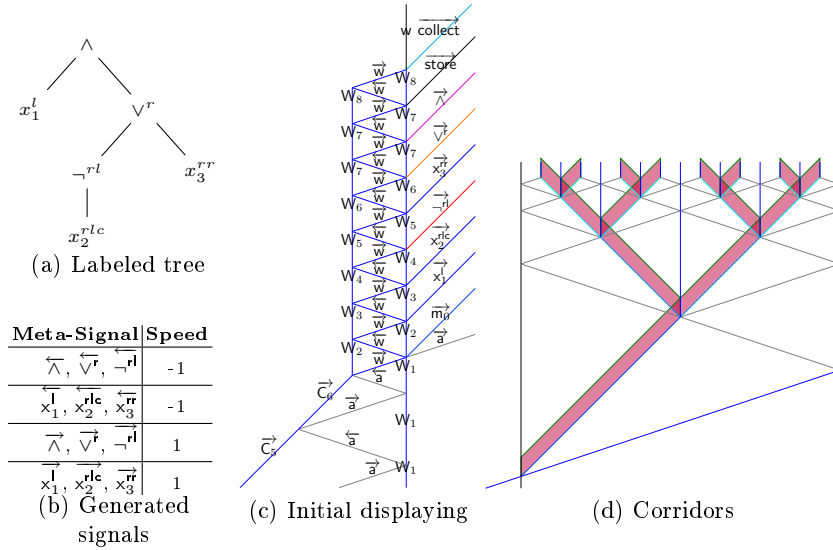 ∧
x₁ˡ ∨ʳ
¬ʳˡ x₃ʳʳ
x₂ʳˡᶜ
(a) Labeled tree
Meta-Signal Speed
←∧, ←∨ʳ, ←¬ʳˡ -1
←x₁ˡ, ←x₂ʳˡᶜ, ←x₃ʳʳ -1
→∧, →∨ʳ, →¬ʳˡ 1
→x₁ˡ, →x₂ʳˡᶜ, →x₃ʳʳ 1
(b) Generated
signals
w →collect
→store
→w W₈
W₈ ←w →∧
→w W₇
W₇ ←w →∨ʳ
→w W₇
W₇ ←w →x₃ʳʳ
→w W₆
W₆ ←w →¬ʳˡ
→w W₅
W₅ ←w →x₂ʳˡᶜ
→w W₄
W₄ ←w →x₁ˡ
→w W₃
W₃ ←w →m₀
→w W₂
W₂ ←w →a
→w W₁
←a
→C₆ →a
W₁
→C₅ ←a
→a W₁
(c) Initial displaying
(d) Corridors